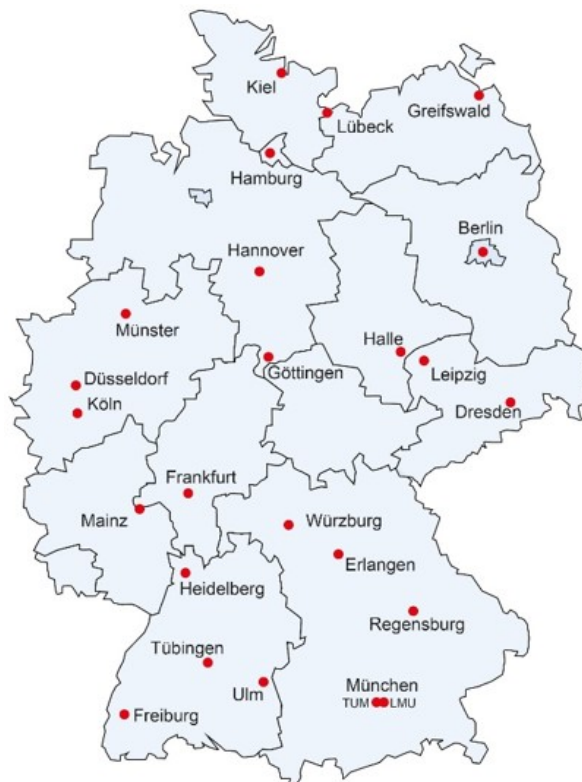 Kiel
Lübeck
Greifswald
Hamburg
Berlin
Hannover
Münster
Halle
Göttingen
Leipzig
Düsseldorf
Köln
Dresden
Frankfurt
Mainz
Würzburg
Erlangen
Heidelberg
Regensburg
Tübingen
Ulm
München
TUM LMU
Freiburg